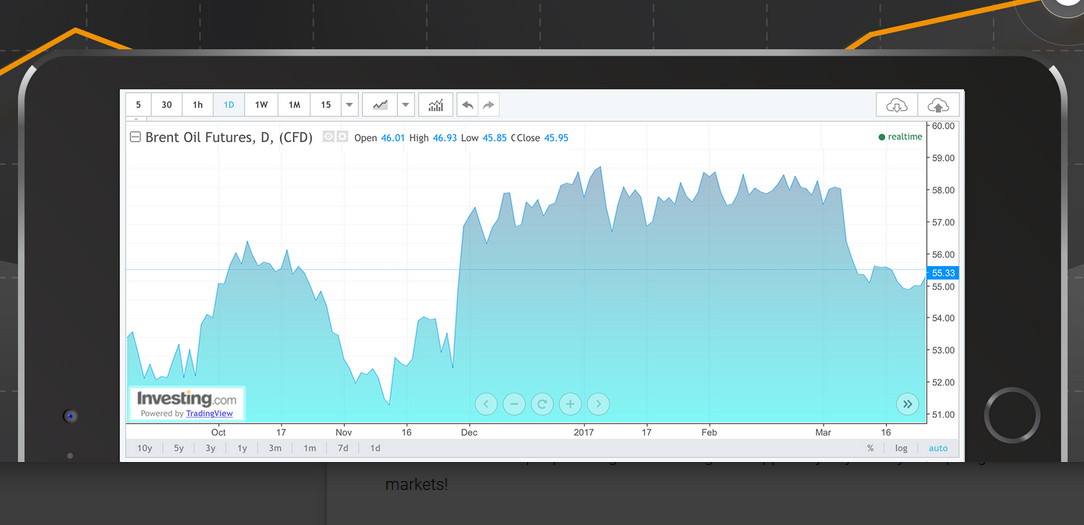 5 30 1h 1D 1W 1M 15
Brent Oil Futures, D, (CFD) Open 46.01 High 46.93 Low 45.85 CClose 45.95
realtime
60.00
59.00
58.00
57.00
56.00
55.33
55.00
54.00
53.00
52.00
51.00
Investing.com
Powered by TradingView
Oct 17 Nov 16 Dec 2017 17 Feb Mar 16
10y 5y 3y 1y 3m 1m 7d 1d % log auto
markets!